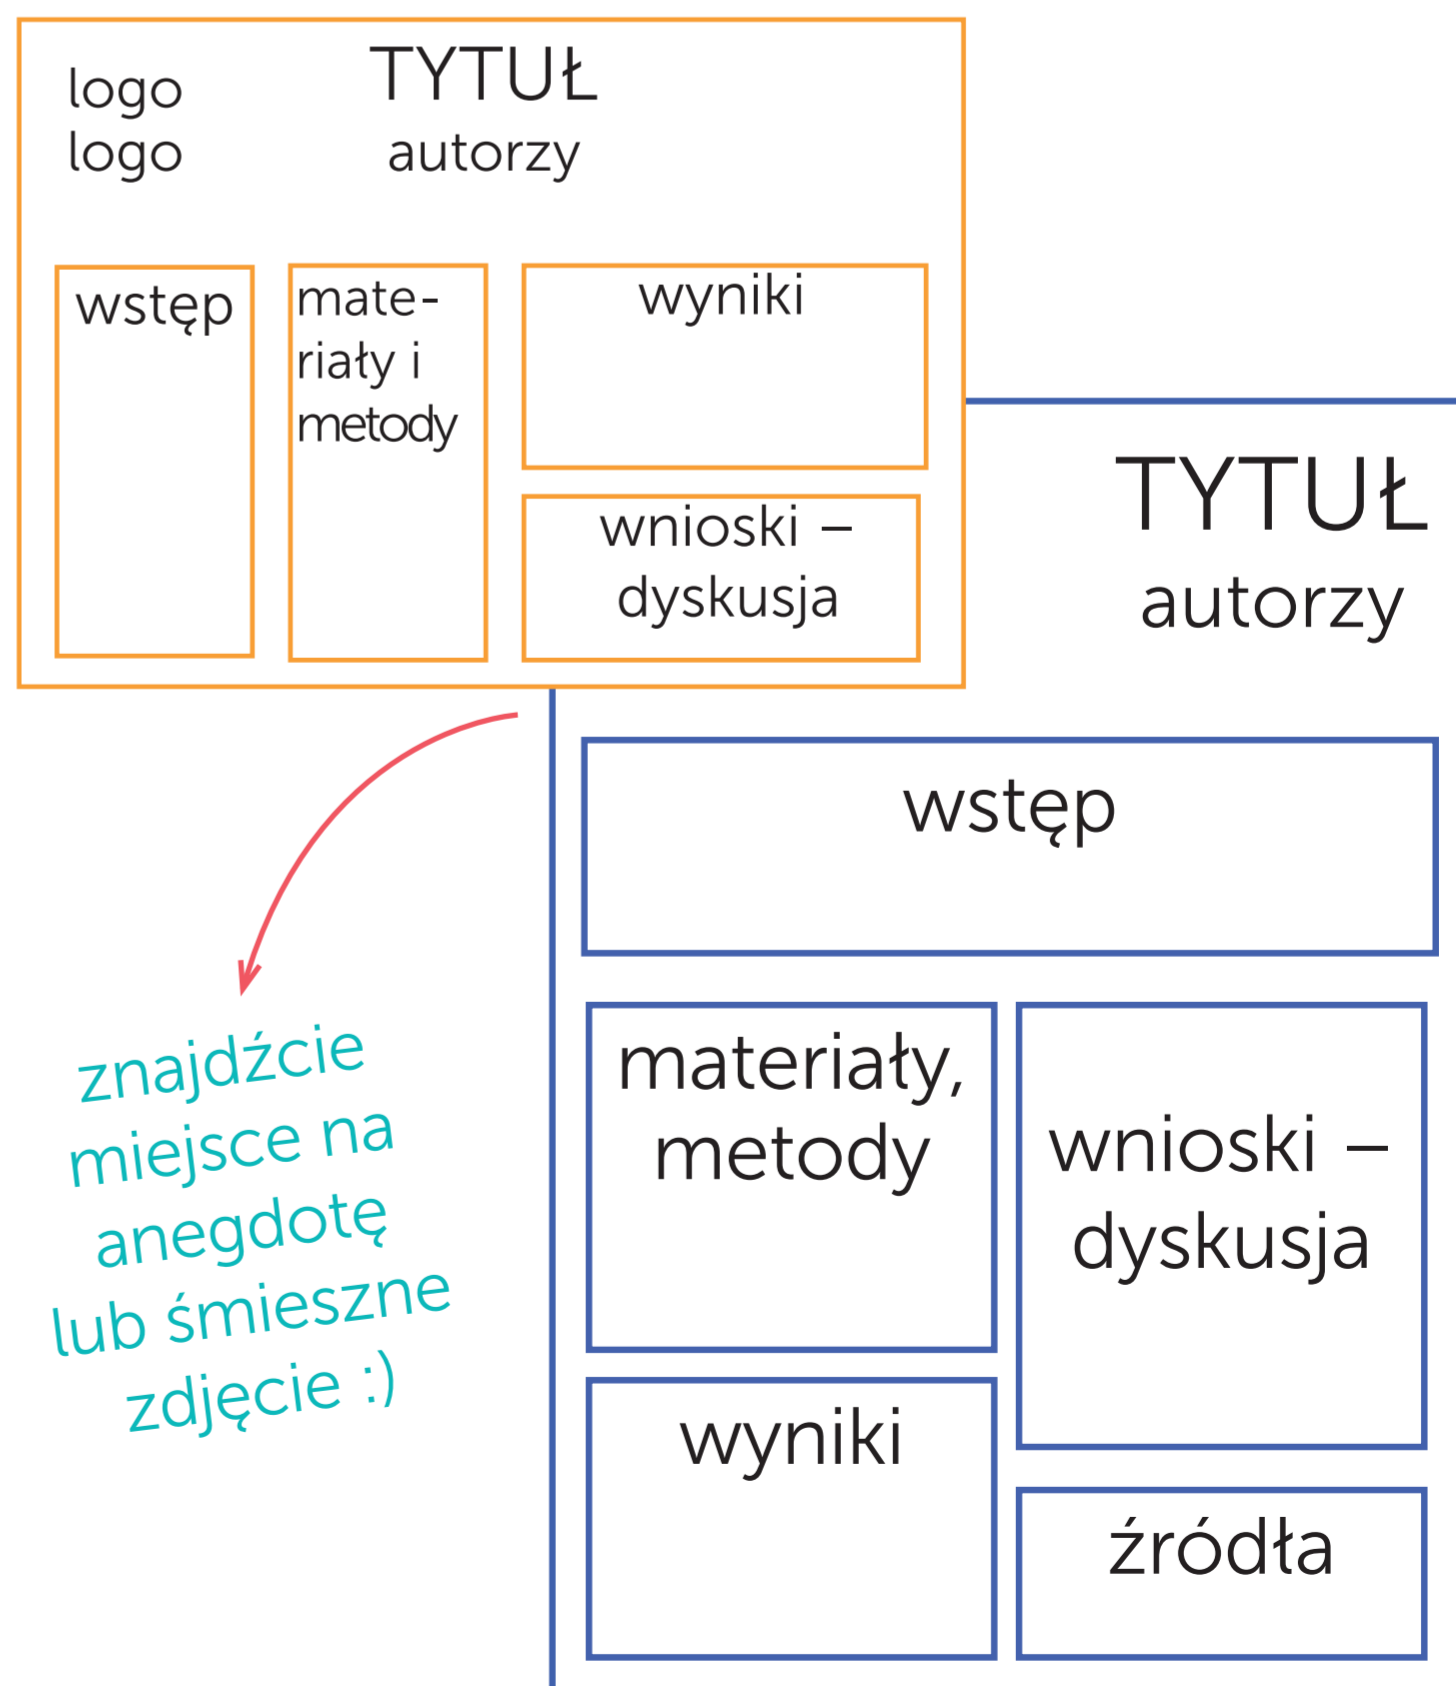 logo
logo
TYTUŁ
autorzy
wstęp
mate-
riały i
metody
wyniki
wnioski –
dyskusja
TYTUŁ
autorzy
wstęp
materiały,
metody
wnioski –
dyskusja
wyniki
źródła
znajdźcie
miejsce na
anegdotę
lub śmieszne
zdjęcie :)